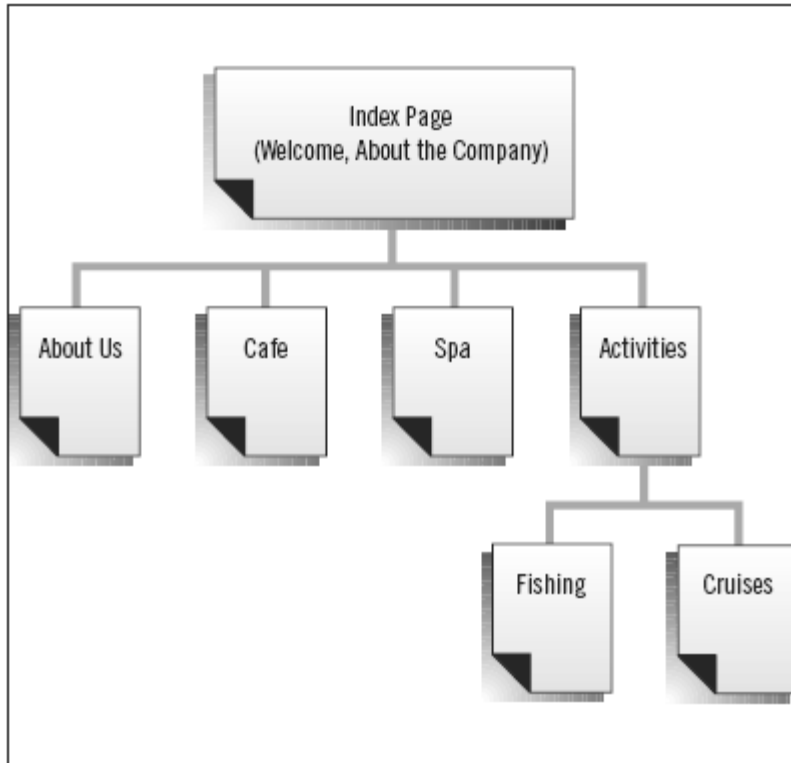 Index Page
(Welcome, About the Company)
About Us
Cafe
Spa
Activities
Fishing
Cruises